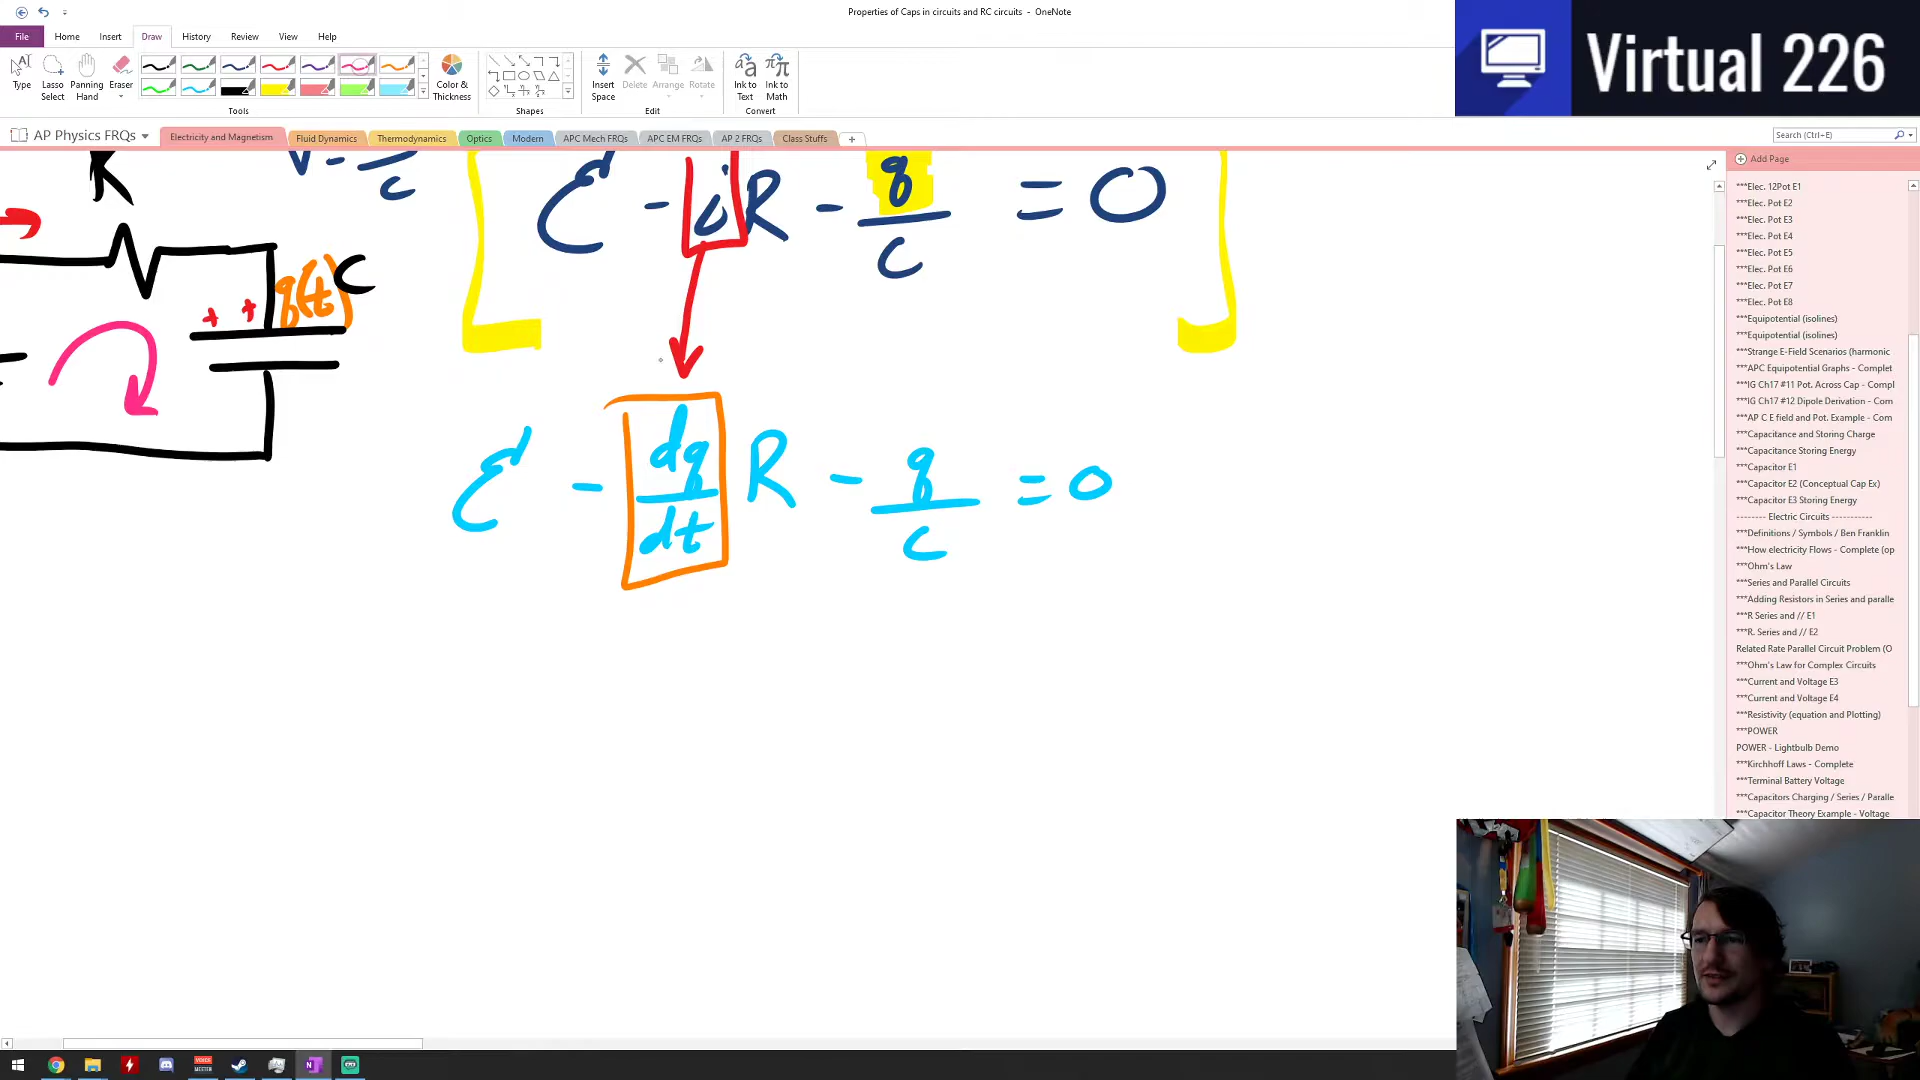 Properties of Caps in circuits and RC circuits - OneNote
File Home Insert Draw History Review View Help
Type
Lasso Select
Panning Hand
Eraser
Color & Thickness
Insert Space
Delete
Arrange
Rotate
Ink to Text
Ink to Math
Tools Shapes Edit Convert
Virtual 226
AP Physics FRQs
Electricity and Magnetism Fluid Dynamics Thermodynamics Optics Modern APC Mech FRQs APC EM FRQs AP 2 FRQs Class Stuffs
Search (Ctrl+E)
Add Page
***Elec. 12Pot E1
***Elec. Pot E2
***Elec. Pot E3
***Elec. Pot E4
***Elec. Pot E5
***Elec. Pot E6
***Elec. Pot E7
***Elec. Pot E8
***Equipotential (isolines)
***Equipotential (isolines)
***Strange E-Field Scenarios (harmonic
***APC Equipotential Graphs - Complet
***IG Ch17 #11 Pot. Across Cap - Compl
***IG Ch17 #12 Dipole Derivation - Com
***AP C E field and Pot. Example - Com
***Capacitance and Storing Charge
***Capacitance Storing Energy
***Capacitor E1
***Capacitor E2 (Conceptual Cap Ex)
***Capacitor E3 Storing Energy
-------- Electric Circuits -----------
***Definitions / Symbols / Ben Franklin
***How electricity Flows - Complete (op
***Ohm's Law
***Series and Parallel Circuits
***Adding Resistors in Series and paralle
***R Series and // E1
***R. Series and // E2
Related Rate Parallel Circuit Problem (O
***Ohm's Law for Complex Circuits
***Current and Voltage E3
***Current and Voltage E4
***Resistivity (equation and Plotting)
***POWER
POWER - Lightbulb Demo
***Kirchhoff Laws - Complete
***Terminal Battery Voltage
***Capacitors Charging / Series / Paralle
***Capacitor Theory Example - Voltage
R
V = /c
ℰ - iR - q/c = 0
q(t) C
+ +
ℰ - dq/dt R - q/c = 0